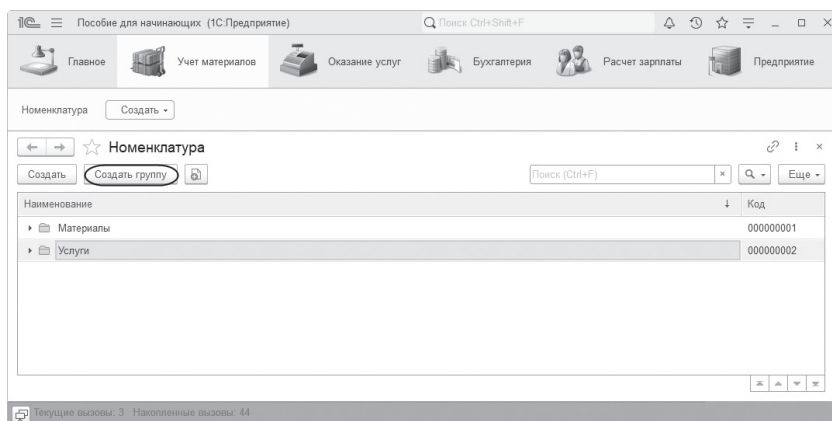 Пособие для начинающих (1С:Предприятие)
Поиск Ctrl+Shift+F
Главное
Учет материалов
Оказание услуг
Бухгалтерия
Расчет зарплаты
Предприятие
Номенклатура
Создать
Номенклатура
Создать
Создать группу
Поиск (Ctrl+F)
Еще
Наименование
Код
Материалы
000000001
Услуги
000000002
Текущие вызовы: 3 Накопленные вызовы: 44